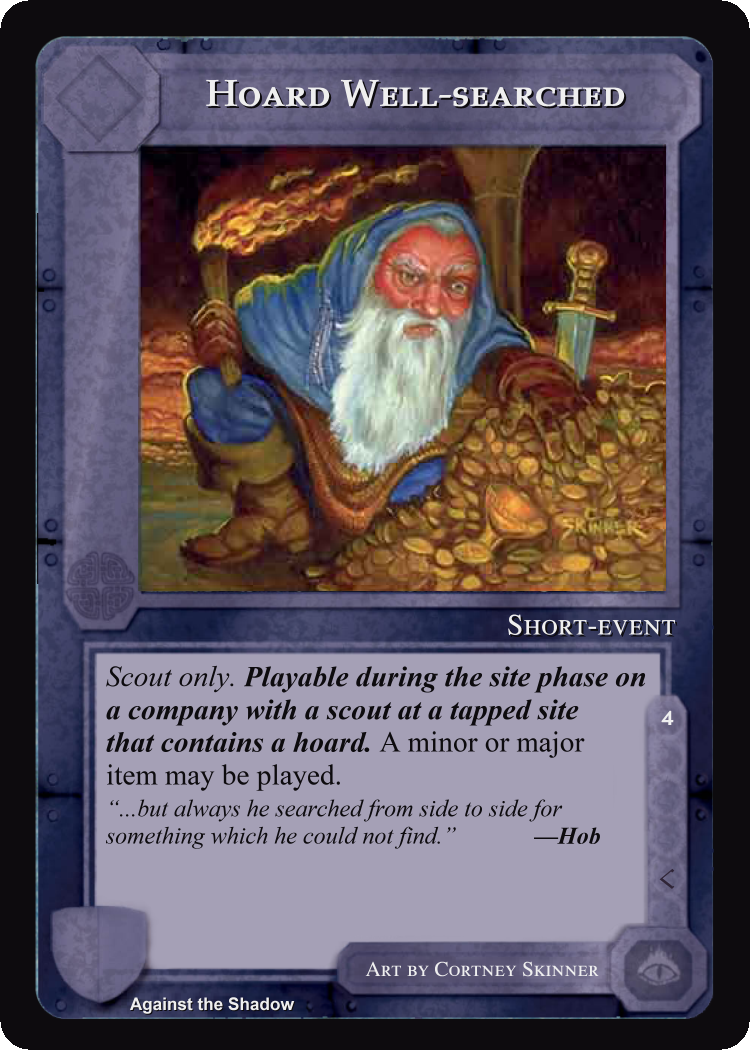 Hoard Well-searched
SKINNER
Short-event
Scout only. Playable during the site phase on
a company with a scout at a tapped site
that contains a hoard. A minor or major
item may be played.
“...but always he searched from side to side for
something which he could not find.” —Hob
4
Art by Cortney Skinner
Against the Shadow